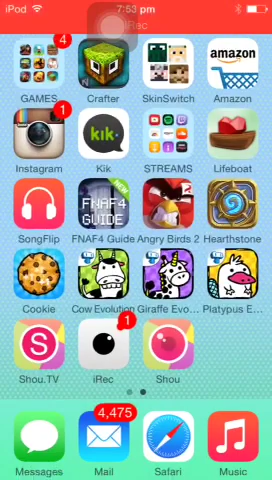 iPod 7:53 pm
iRec
4
amazon
GAMES Crafter SkinSwitch Amazon
1
kik
Instagram Kik STREAMS Lifeboat
NEW
FNAF4
GUIDE
SongFlip FNAF4 Guide Angry Birds 2 Hearthstone
Cookie Cow Evolution Giraffe Evo... Platypus E...
1
S
Shou.TV iRec Shou
4,475
Messages Mail Safari Music